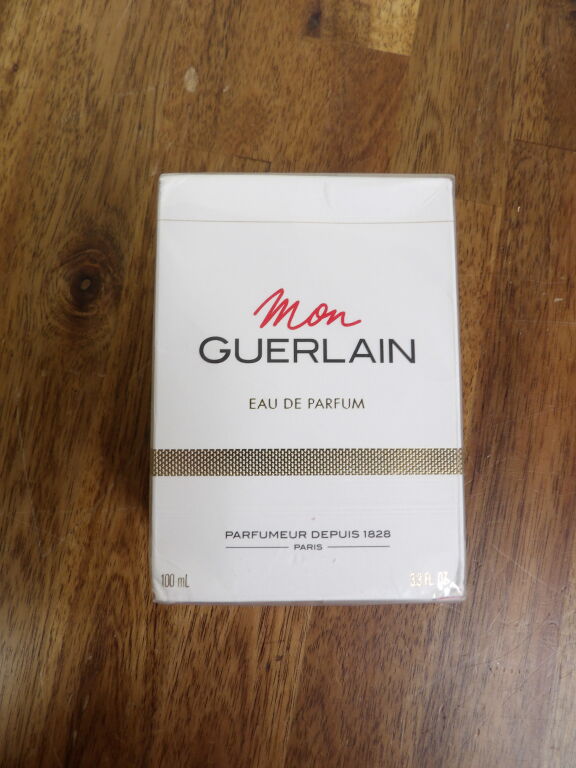 Mon
GUERLAIN
EAU DE PARFUM
PARFUMEUR DEPUIS 1828
PARIS
100 mL
3.3 FL OZ